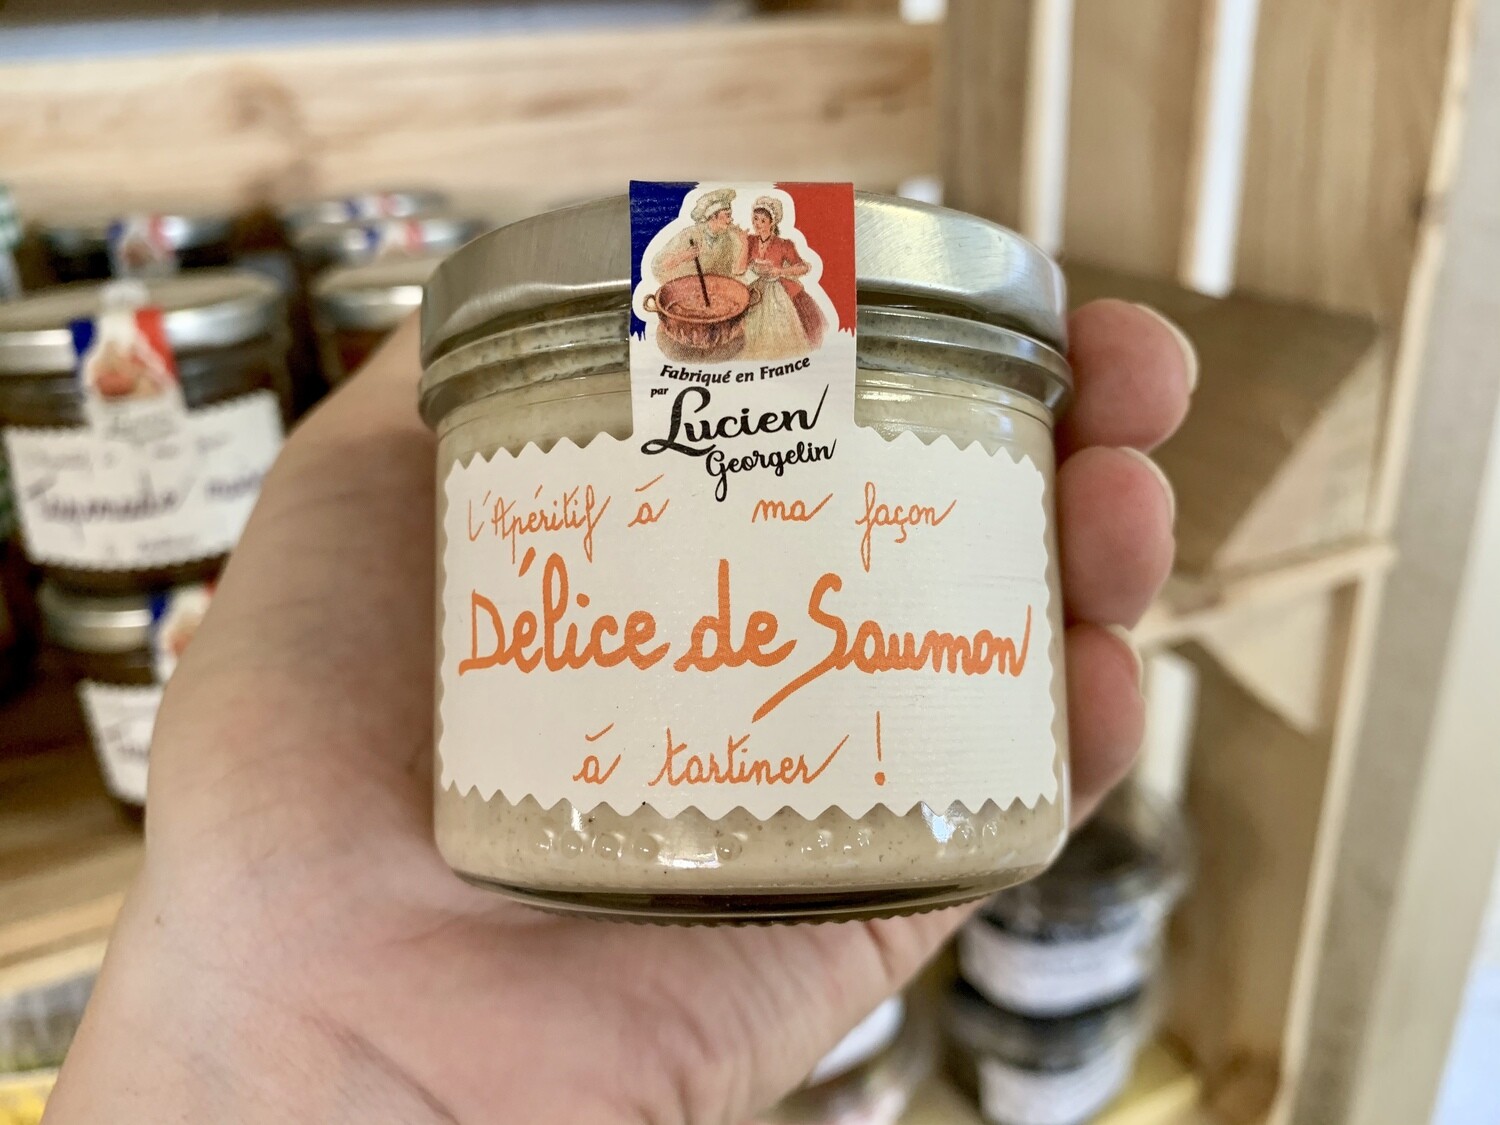 Fabriqué en France
par Lucien
Georgelin
L'Apéritif à ma façon
Délice de Saumon
à tartiner !